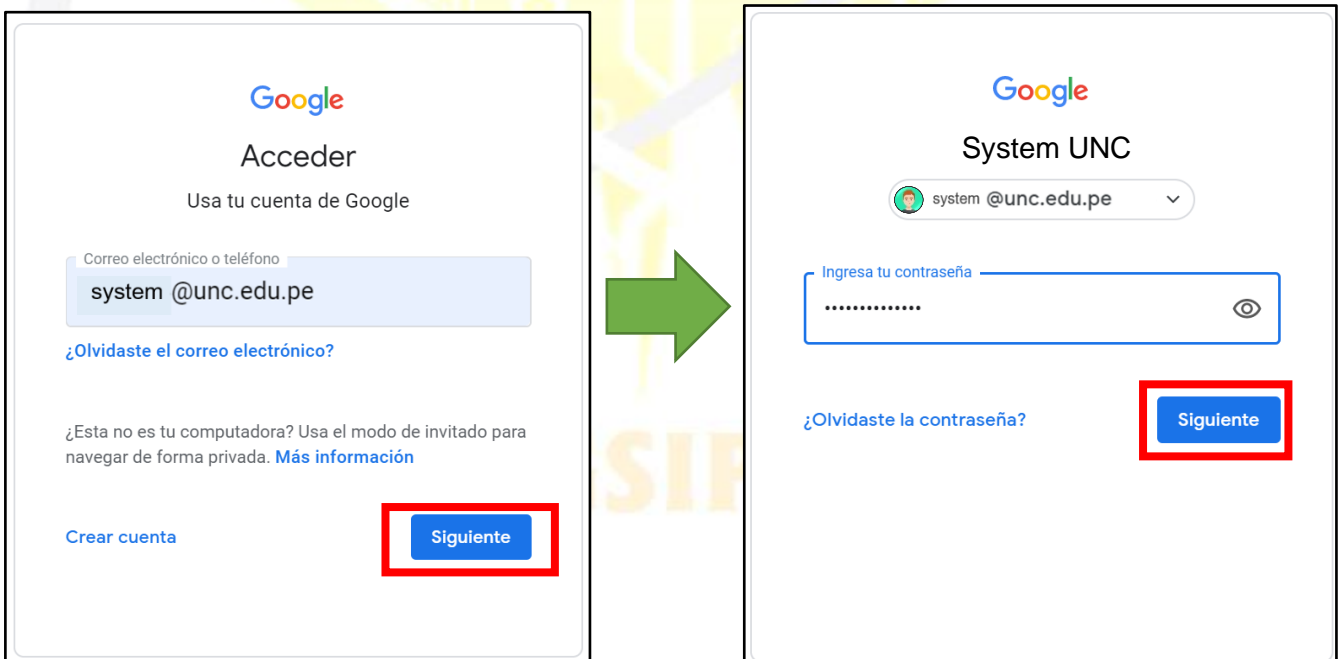 Google
Acceder
Usa tu cuenta de Google
Correo electrónico o teléfono
system @unc.edu.pe
¿Olvidaste el correo electrónico?
¿Esta no es tu computadora? Usa el modo de invitado para
navegar de forma privada. Más información
Crear cuenta
Siguiente
Google
System UNC
system @unc.edu.pe
Ingresa tu contraseña
••••••••••••••
¿Olvidaste la contraseña?
Siguiente